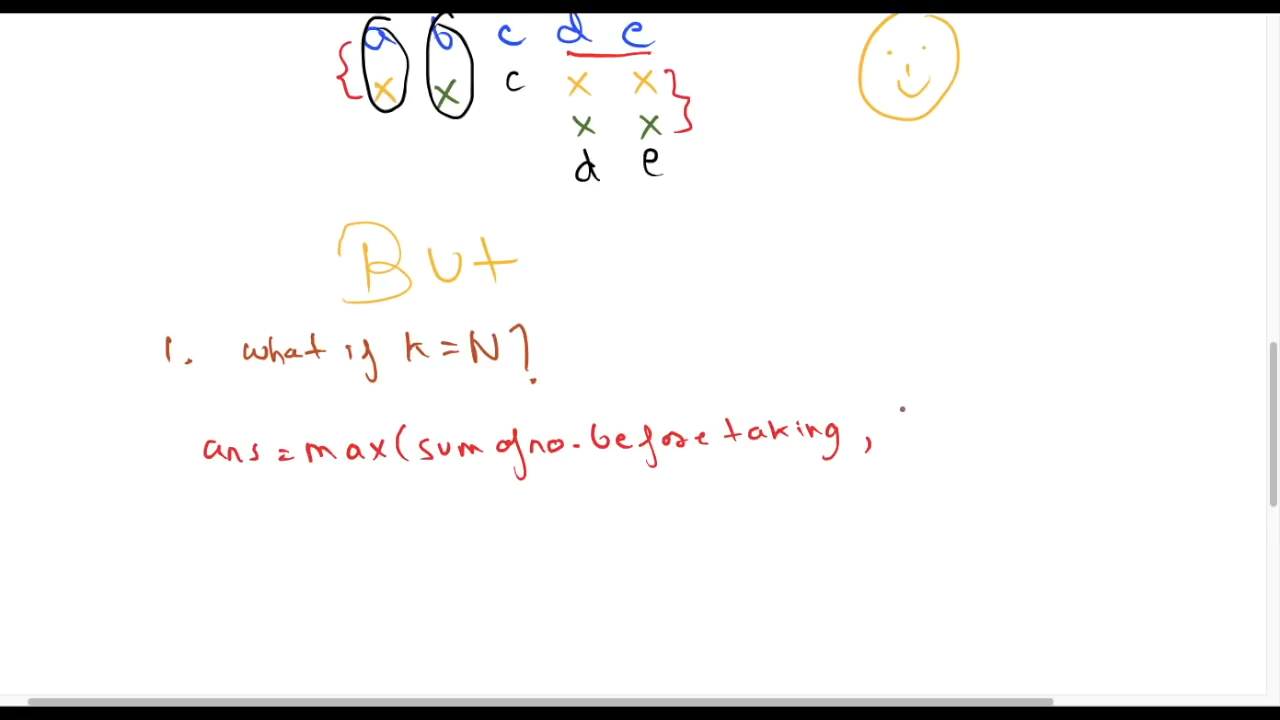 a b c d e
x x c x x
x x
d e
But
1. what if k=N?
ans = max(sum of no. before taking,